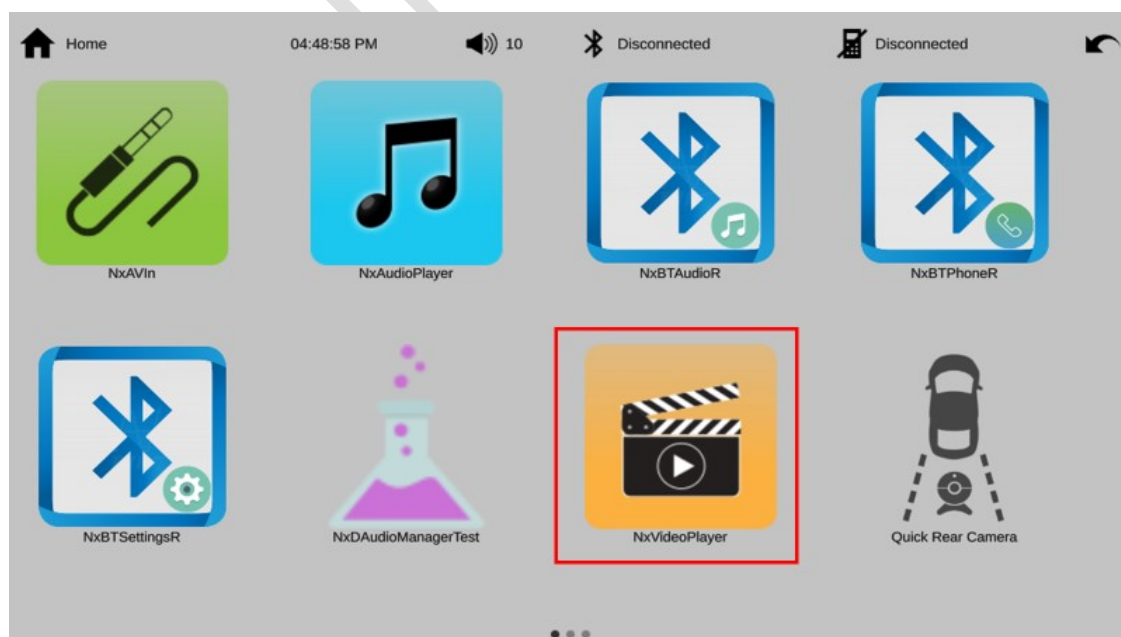 Home 04:48:58 PM 10 Disconnected Disconnected
NxAVIn NxAudioPlayer NxBTAudioR NxBTPhoneR
NxBTSettingsR NxDAudioManagerTest NxVideoPlayer Quick Rear Camera